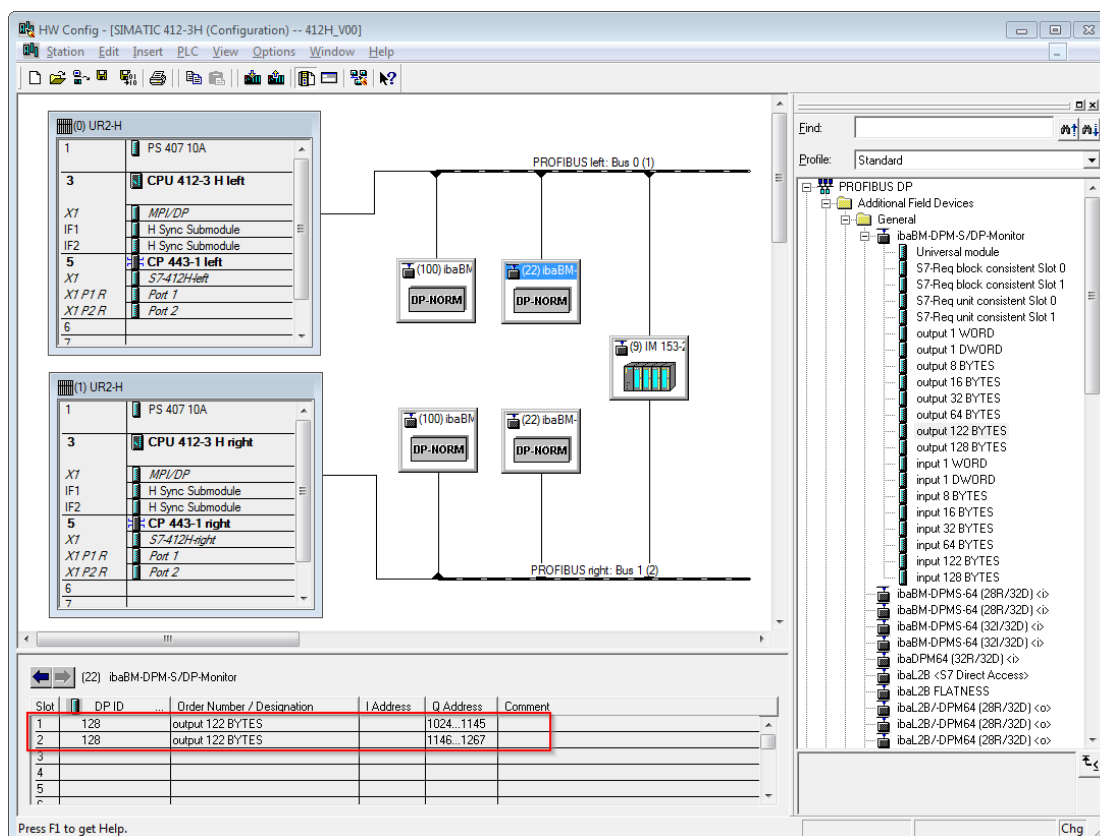 HW Config - [SIMATIC 412-3H (Configuration) -- 412H_V00]
Station Edit Insert PLC View Options Window Help
(0) UR2-H
1 PS 407 10A
3 CPU 412-3 H left
X1 MPI/DP
IF1 H Sync Submodule
IF2 H Sync Submodule
5 CP 443-1 left
X1 S7-412H-left
X1 P1 R Port 1
X1 P2 R Port 2
6
7
(1) UR2-H
1 PS 407 10A
3 CPU 412-3 H right
X1 MPI/DP
IF1 H Sync Submodule
IF2 H Sync Submodule
5 CP 443-1 right
X1 S7-412H-right
X1 P1 R Port 1
X1 P2 R Port 2
6
7
PROFIBUS left: Bus 0 (1)
(100) ibaBM
DP-NORM
(22) ibaBM-
DP-NORM
(9) IM 153-2
(100) ibaBM
DP-NORM
(22) ibaBM-
DP-NORM
PROFIBUS right: Bus 1 (2)
Find:
Profile: Standard
PROFIBUS DP
Additional Field Devices
General
ibaBM-DPM-S/DP-Monitor
Universal module
S7-Req block consistent Slot 0
S7-Req block consistent Slot 1
S7-Req unit consistent Slot 0
S7-Req unit consistent Slot 1
output 1 WORD
output 1 DWORD
output 8 BYTES
output 16 BYTES
output 32 BYTES
output 64 BYTES
output 122 BYTES
output 128 BYTES
input 1 WORD
input 1 DWORD
input 8 BYTES
input 16 BYTES
input 32 BYTES
input 64 BYTES
input 122 BYTES
input 128 BYTES
ibaBM-DPMS-64 (28R/32D) <i>
ibaBM-DPMS-64 (28R/32D) <i>
ibaBM-DPMS-64 (32I/32D) <i>
ibaBM-DPMS-64 (32I/32D) <i>
ibaDPM64 (32R/32D) <i>
ibaL2B <S7 Direct Access>
ibaL2B FLATNESS
ibaL2B/-DPM64 (28R/32D) <o>
ibaL2B/-DPM64 (28R/32D) <o>
ibaL2B/-DPM64 (28R/32D) <o>
(22) ibaBM-DPM-S/DP-Monitor
Slot DP ID ... Order Number / Designation I Address Q Address Comment
1 128 output 122 BYTES 1024...1145
2 128 output 122 BYTES 1146...1267
3
4
5
Press F1 to get Help.
Chg